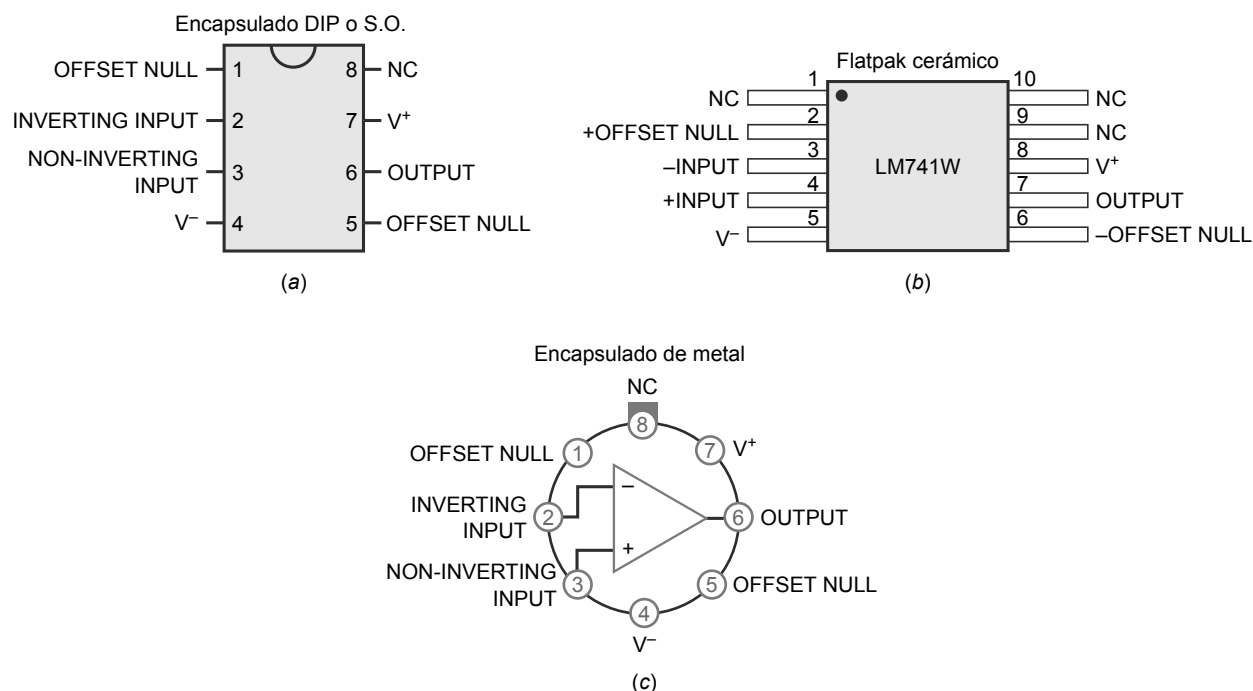 Encapsulado DIP o S.O.
OFFSET NULL 1 8 NC
INVERTING INPUT 2 7 V+
NON-INVERTING
INPUT 3 6 OUTPUT
V– 4 5 OFFSET NULL
(a)
Flatpak cerámico
1 10
NC NC
2 9
+OFFSET NULL NC
3 8
–INPUT LM741W V+
4 7
+INPUT OUTPUT
5 6
V– –OFFSET NULL
(b)
Encapsulado de metal
NC
8
OFFSET NULL 1 7 V+
INVERTING
INPUT 2 – 6 OUTPUT
+
NON-INVERTING
INPUT 3 5 OFFSET NULL
4
V–
(c)